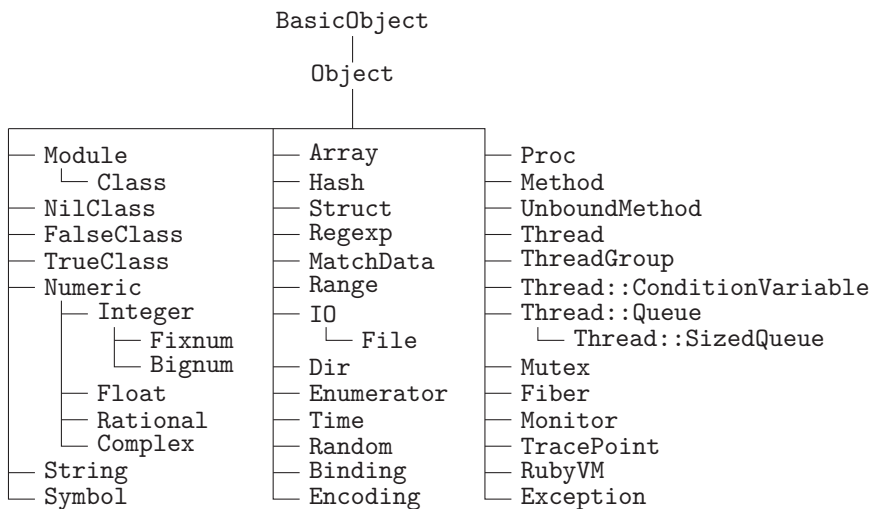 BasicObject
Object
Module
Class
NilClass
FalseClass
TrueClass
Numeric
Integer
Fixnum
Bignum
Float
Rational
Complex
String
Symbol
Array
Hash
Struct
Regexp
MatchData
Range
IO
File
Dir
Enumerator
Time
Random
Binding
Encoding
Proc
Method
UnboundMethod
Thread
ThreadGroup
Thread::ConditionVariable
Thread::Queue
Thread::SizedQueue
Mutex
Fiber
Monitor
TracePoint
RubyVM
Exception